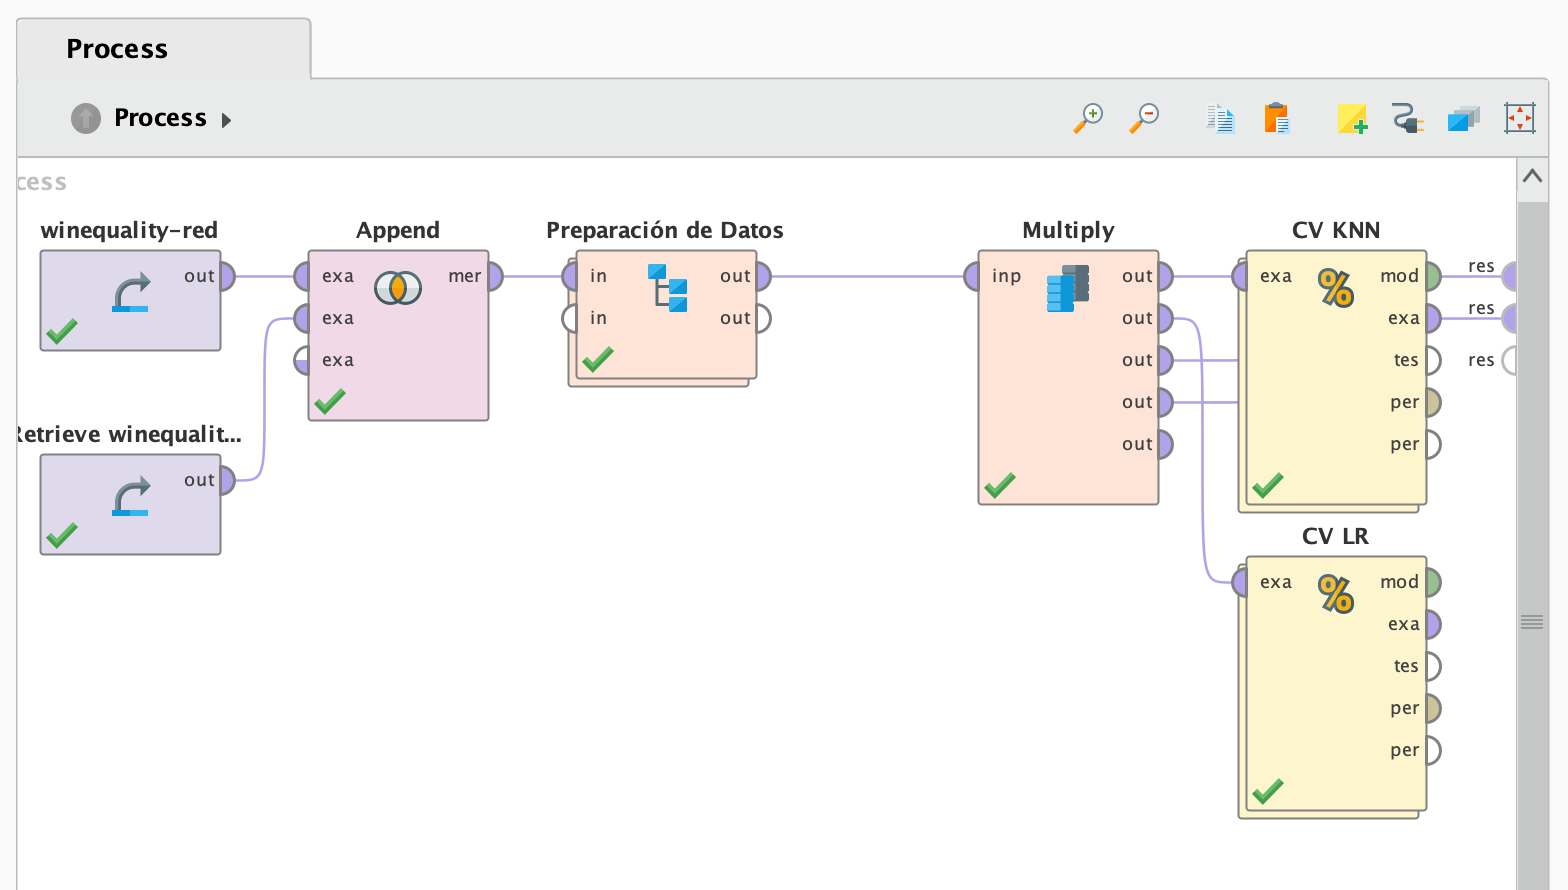 Process
Process
cess
winequality-red
out
Append
exa
mer
exa
exa
Preparación de Datos
in
out
in
out
Multiply
inp
out
out
out
out
out
CV KNN
exa
mod
exa
tes
per
per
res
res
res
Retrieve winequalit...
out
CV LR
exa
mod
exa
tes
per
per